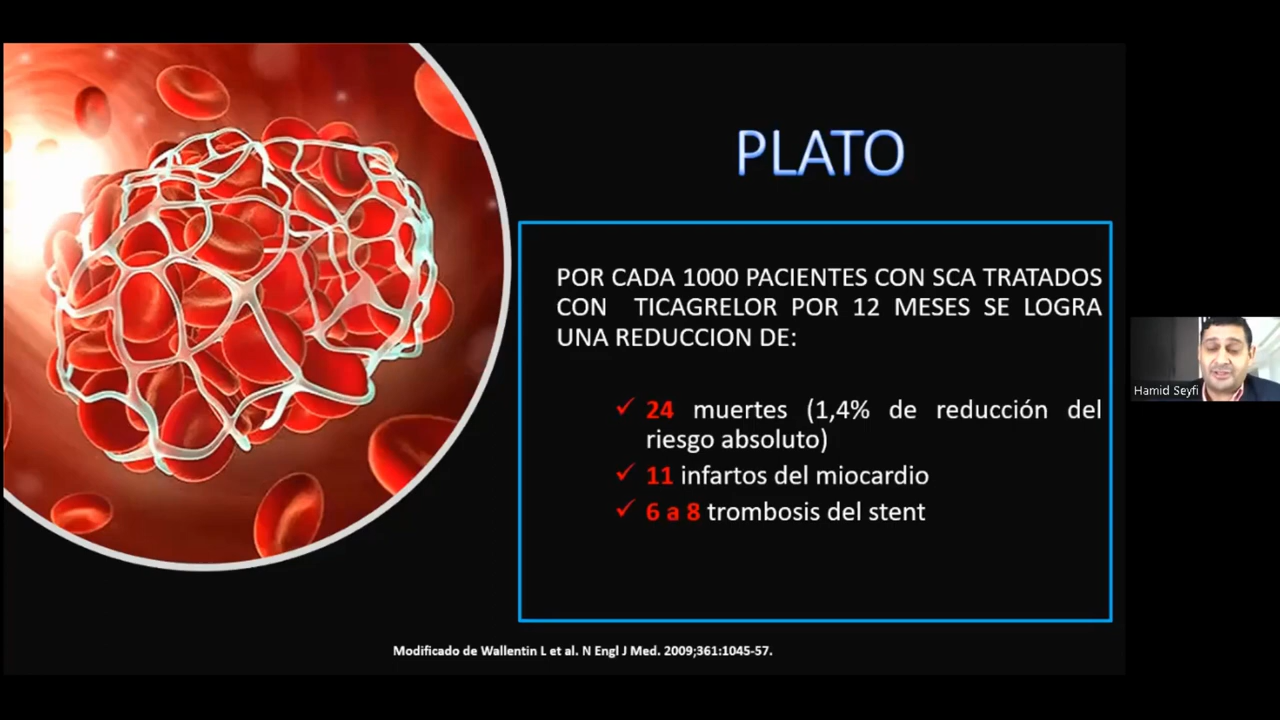 PLATO
POR CADA 1000 PACIENTES CON SCA TRATADOS
CON TICAGRELOR POR 12 MESES SE LOGRA
UNA REDUCCION DE:
✓ 24 muertes (1,4% de reducción del
riesgo absoluto)
✓ 11 infartos del miocardio
✓ 6 a 8 trombosis del stent
Hamid Seyfi
Modificado de Wallentin L et al. N Engl J Med. 2009;361:1045-57.